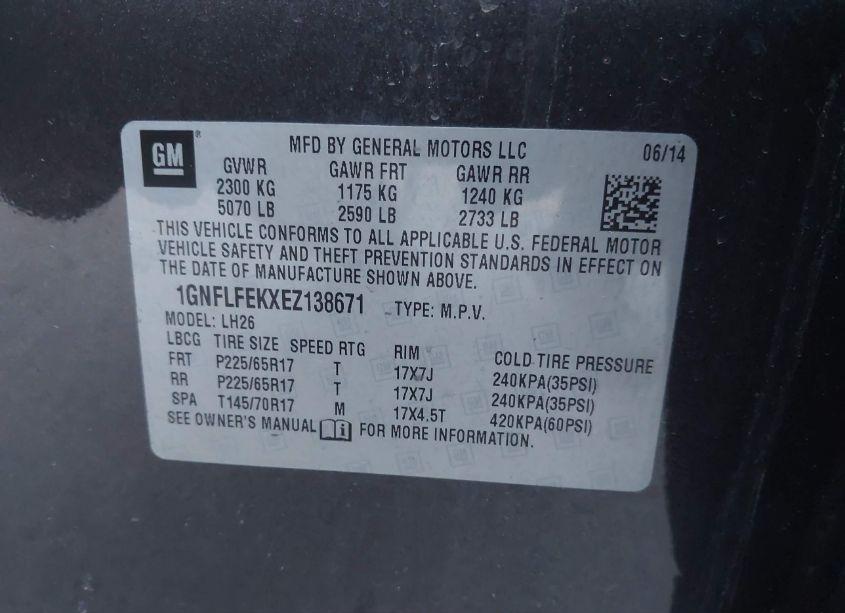 GM® MFD BY GENERAL MOTORS LLC 06/14
GVWR GAWR FRT GAWR RR
2300 KG 1175 KG 1240 KG
5070 LB 2590 LB 2733 LB
THIS VEHICLE CONFORMS TO ALL APPLICABLE U.S. FEDERAL MOTOR
VEHICLE SAFETY AND THEFT PREVENTION STANDARDS IN EFFECT ON
THE DATE OF MANUFACTURE SHOWN ABOVE.
1GNFLFEKXEZ138671 TYPE: M.P.V.
MODEL: LH26
LBCG TIRE SIZE SPEED RTG RIM COLD TIRE PRESSURE
FRT P225/65R17 T 17X7J 240KPA(35PSI)
RR P225/65R17 T 17X7J 240KPA(35PSI)
SPA T145/70R17 M 17X4.5T 420KPA(60PSI)
SEE OWNER'S MANUAL FOR MORE INFORMATION.